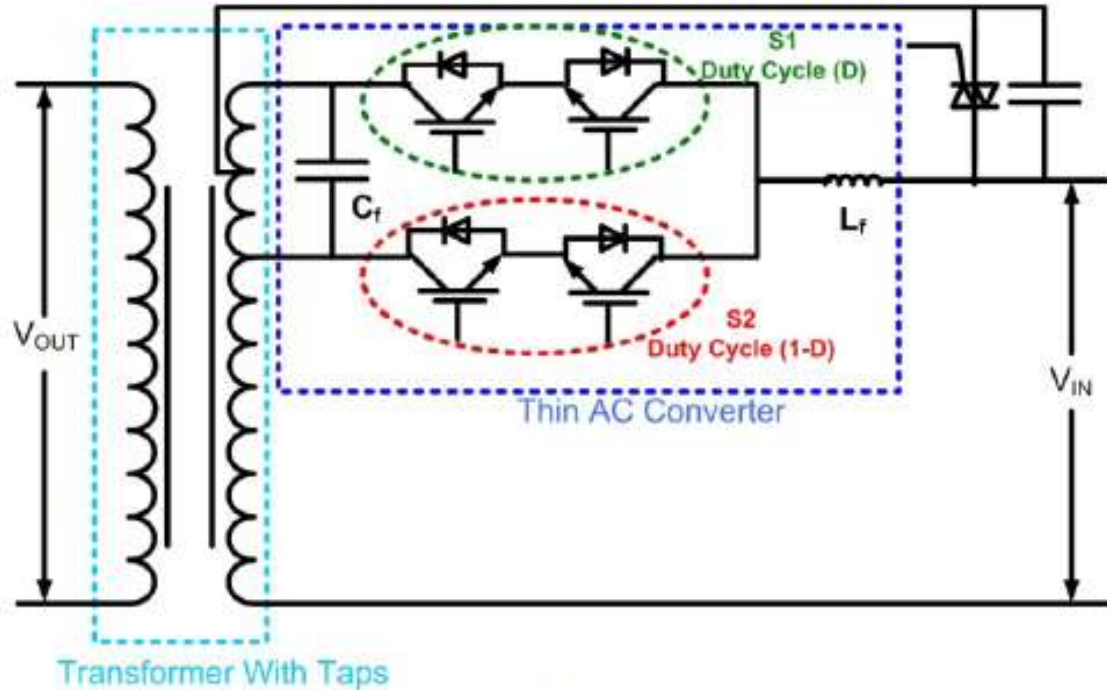 S1
Duty Cycle (D)
Cf
Lf
S2
Duty Cycle (1-D)
VOUT
VIN
Thin AC Converter
Transformer With Taps